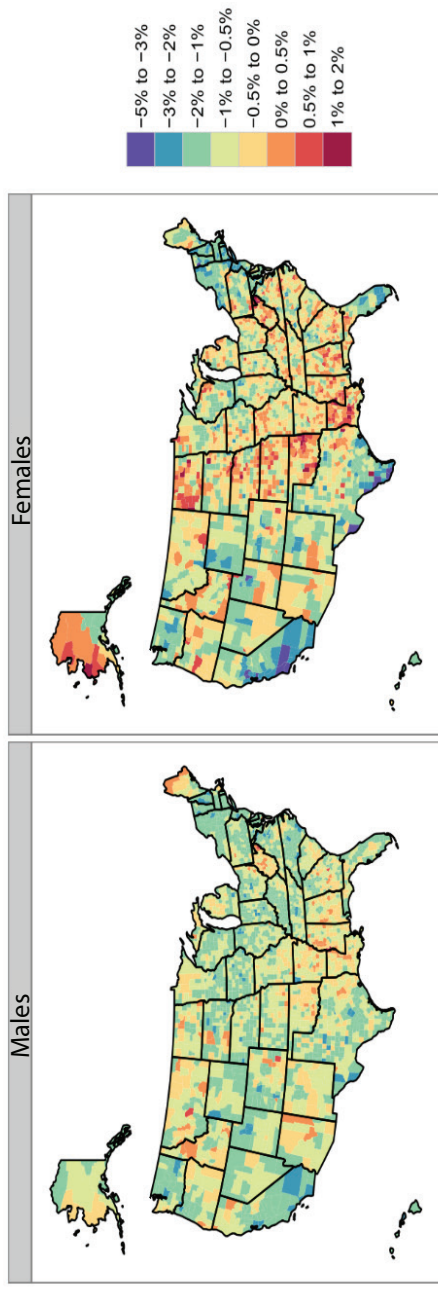 Males
Females
−5% to −3%
−3% to −2%
−2% to −1%
−1% to −0.5%
−0.5% to 0%
0% to 0.5%
0.5% to 1%
1% to 2%